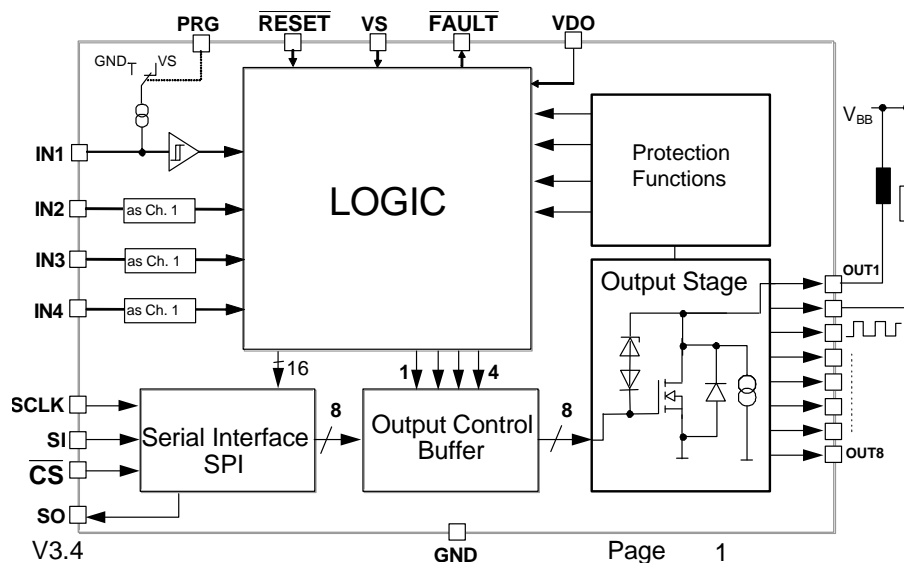 PRG RESET VS FAULT VDO
GND VS
V_BB
IN1
LOGIC
Protection
Functions
IN2 as Ch. 1
IN3 as Ch. 1
IN4 as Ch. 1
Output Stage
OUT1
16
1 4
SCLK
SI
CS
SO
Serial Interface
SPI
8
Output Control
Buffer
8
OUT8
V3.4
GND
Page 1